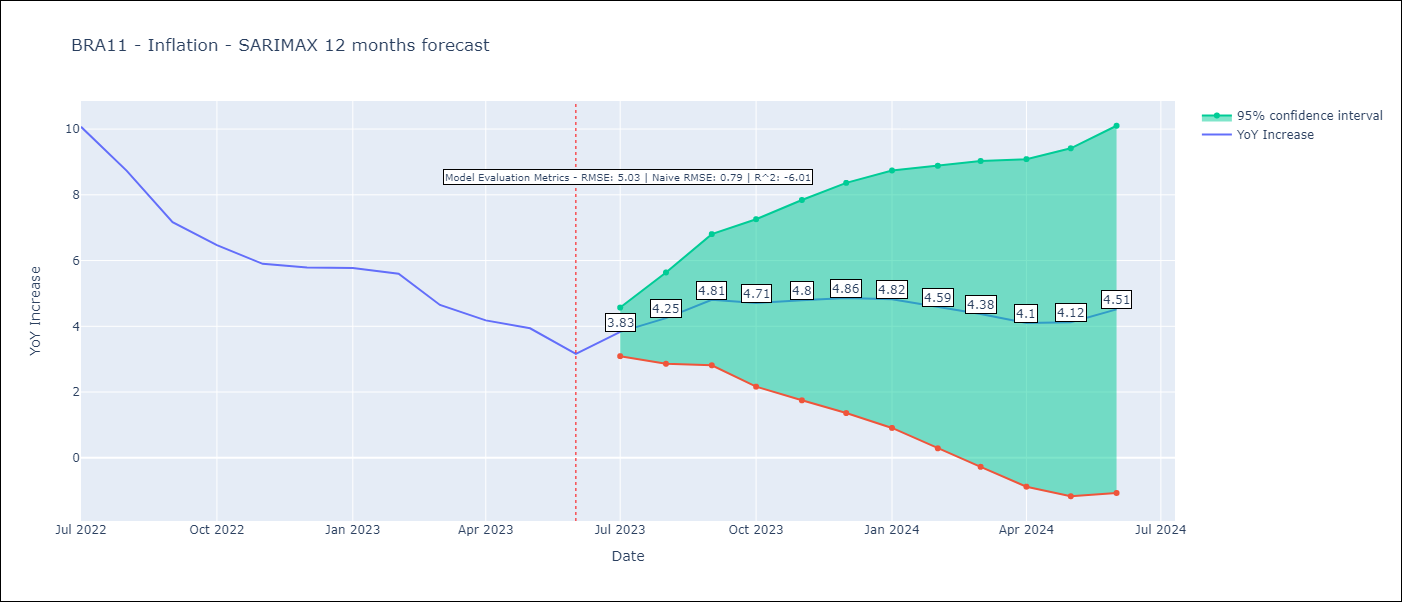 BRA11 - Inflation - SARIMAX 12 months forecast
95% confidence interval
YoY Increase
Model Evaluation Metrics - RMSE: 5.03 | Naive RMSE: 0.79 | R^2: -6.01
YoY Increase
10
8
6
4
2
0
3.83
4.25
4.81
4.71
4.8
4.86
4.82
4.59
4.38
4.1
4.12
4.51
Jul 2022
Oct 2022
Jan 2023
Apr 2023
Jul 2023
Oct 2023
Jan 2024
Apr 2024
Jul 2024
Date